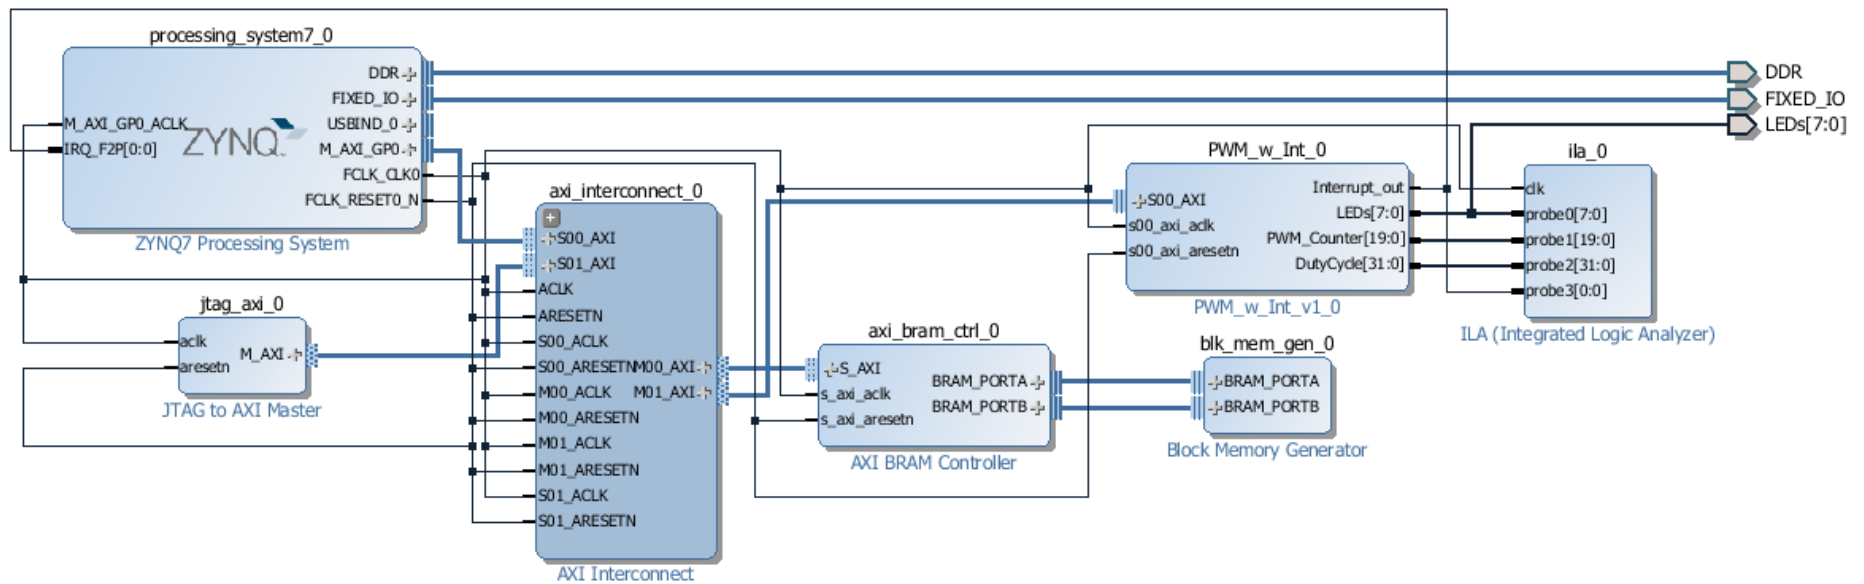 processing_system7_0
DDR
FIXED_IO
USBIND_0
M_AXI_GP0
FCLK_CLK0
FCLK_RESET0_N
M_AXI_GP0_ACLK
IRQ_F2P[0:0]
ZYNQ
ZYNQ7 Processing System
jtag_axi_0
aclk
aresetn
M_AXI
JTAG to AXI Master
axi_interconnect_0
S00_AXI
S01_AXI
ACLK
ARESETN
S00_ACLK
S00_ARESETN
M00_ACLK
M00_ARESETN
M01_ACLK
M01_ARESETN
S01_ACLK
S01_ARESETN
M00_AXI
M01_AXI
AXI Interconnect
axi_bram_ctrl_0
S_AXI
s_axi_aclk
s_axi_aresetn
BRAM_PORTA
BRAM_PORTB
AXI BRAM Controller
PWM_w_Int_0
S00_AXI
s00_axi_aclk
s00_axi_aresetn
Interrupt_out
LEDs[7:0]
PWM_Counter[19:0]
DutyCycle[31:0]
PWM_w_Int_v1_0
blk_mem_gen_0
BRAM_PORTA
BRAM_PORTB
Block Memory Generator
ila_0
clk
probe0[7:0]
probe1[19:0]
probe2[31:0]
probe3[0:0]
ILA (Integrated Logic Analyzer)
DDR
FIXED_IO
LEDs[7:0]